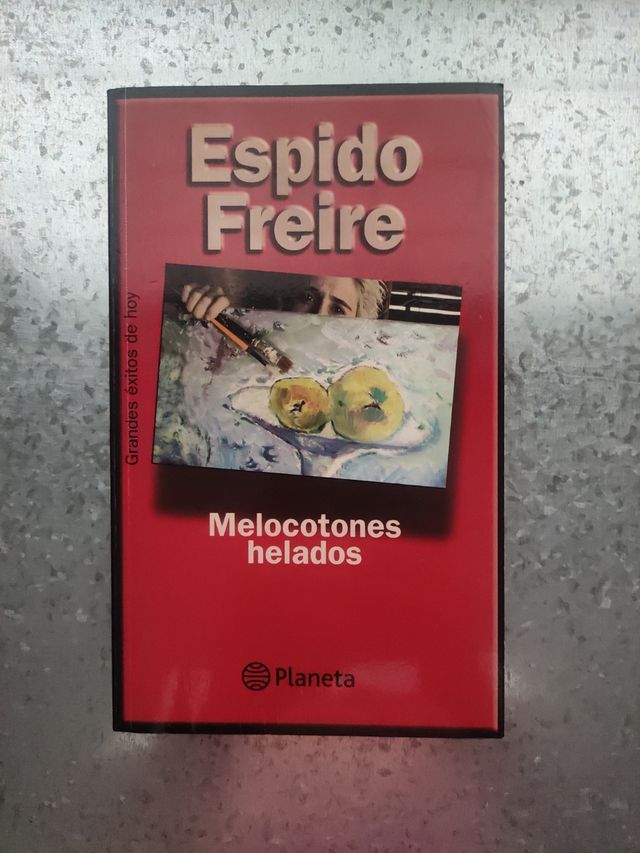 Espido
Freire
Grandes éxitos de hoy
Melocotones
helados
Planeta